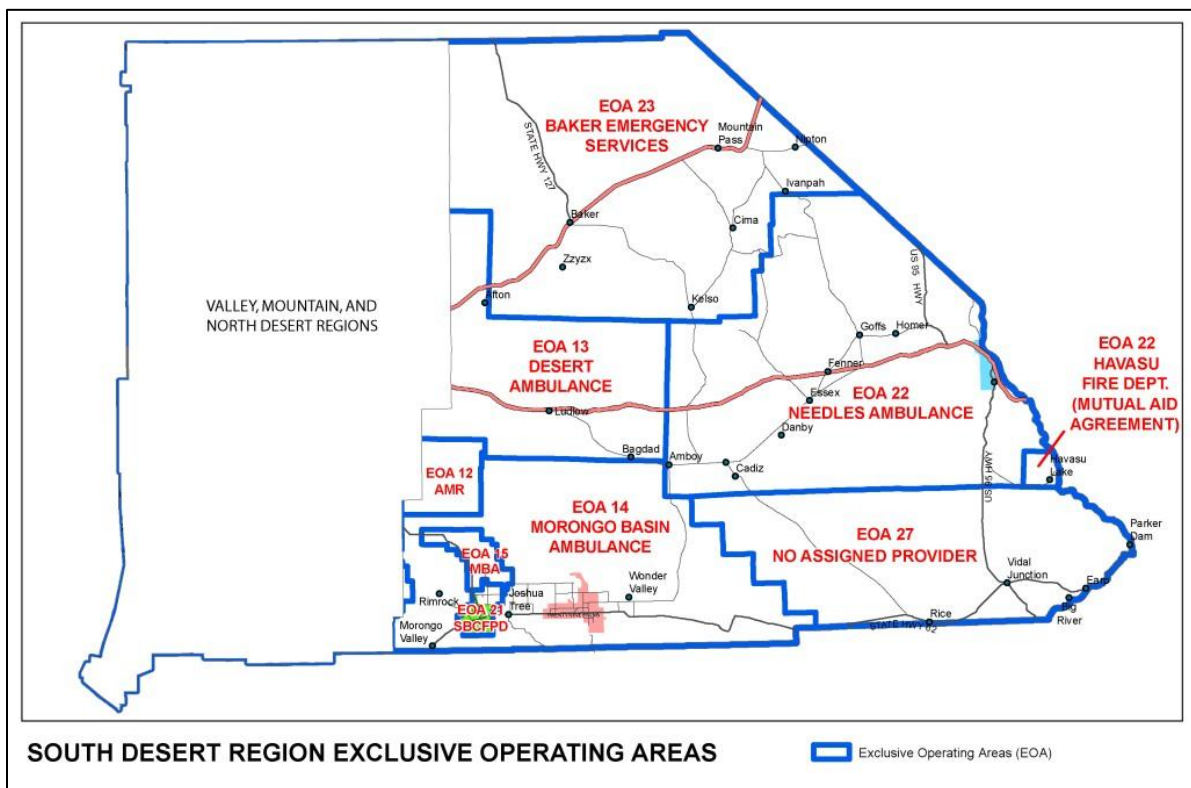 EOA 23
BAKER EMERGENCY
SERVICES
Mountain
Pass
Nipton
STATE HWY 127
Ivanpah
Baker
Cima
Zzyzx
Afton
Kelso
US 95 HWY
VALLEY, MOUNTAIN, AND
NORTH DESERT REGIONS
Goffs
Homer
EOA 13
DESERT
AMBULANCE
Fenner
EOA 22
HAVASU
FIRE DEPT.
(MUTUAL AID
AGREEMENT)
Essex
EOA 22
NEEDLES AMBULANCE
Ludlow
Danby
Bagdad
Amboy
Cadiz
Havasu
Lake
EOA 12
AMR
EOA 14
MORONGO BASIN
AMBULANCE
EOA 27
NO ASSIGNED PROVIDER
Parker
Dam
EOA 15
MBA
Wonder
Valley
Vidal
Junction
Earp
Rimrock
Joshua
Tree
EOA 21
SBCFPD
Big
River
Morongo
Valley
Rice
STATE HWY 62
SOUTH DESERT REGION EXCLUSIVE OPERATING AREAS
Exclusive Operating Areas (EOA)